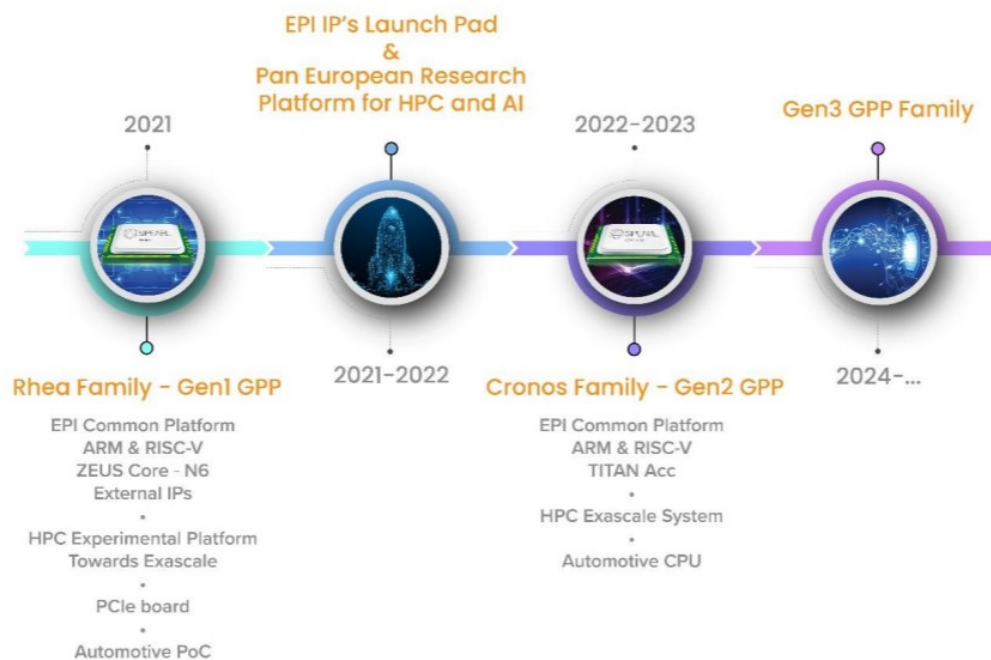 EPI IP's Launch Pad
&
Pan European Research
Platform for HPC and AI
2021
2022-2023
Gen3 GPP Family
SIPEARL
SIPEARL
Rhea Family - Gen1 GPP
EPI Common Platform
ARM & RISC-V
ZEUS Core - N6
External IPs
•
HPC Experimental Platform
Towards Exascale
•
PCIe board
•
Automotive PoC
2021-2022
Cronos Family - Gen2 GPP
EPI Common Platform
ARM & RISC-V
TITAN Acc
•
HPC Exascale System
•
Automotive CPU
2024-...